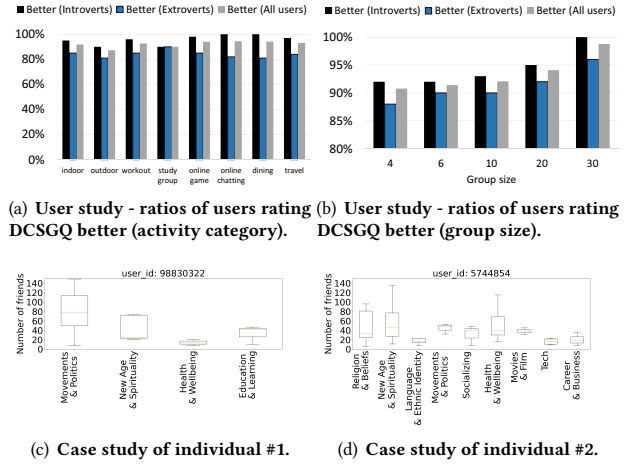 Better (Introverts) Better (Extroverts) Better (All users)
100%
80%
60%
40%
20%
0%
indoor outdoor workout study group online game online chatting dining travel
(a) User study - ratios of users rating DCSGQ better (activity category).
Better (Introverts) Better (Extroverts) Better (All users)
100%
95%
90%
85%
80%
4 6 10 20 30
Group size
(b) User study - ratios of users rating DCSGQ better (group size).
user_id: 98830322
Number of friends
140
120
100
80
60
40
20
0
Movements & Politics
New Age & Spirituality
Health & Wellbeing
Education & Learning
(c) Case study of individual #1.
user_id: 5744854
Number of friends
140
120
100
80
60
40
20
0
Religion & Beliefs
New Age & Spirituality
Language & Ethnic Identity
Movements & Politics
Socializing
Health & Wellbeing
Movies & Film
Tech
Career & Business
(d) Case study of individual #2.